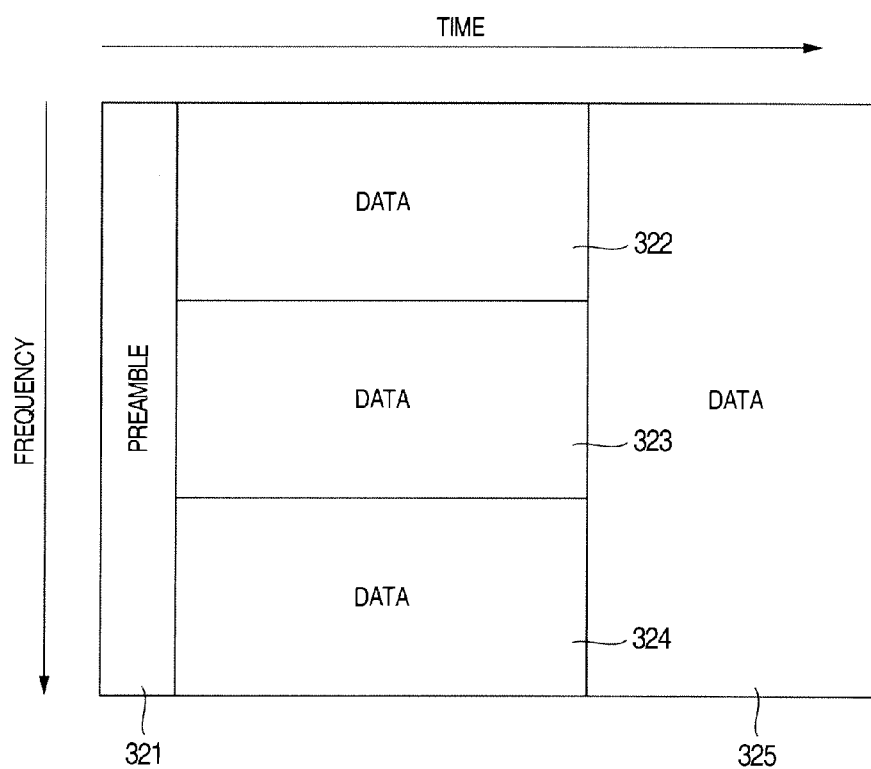 TIME
FREQUENCY
PREAMBLE
DATA
322
DATA
323
DATA
324
DATA
321
325